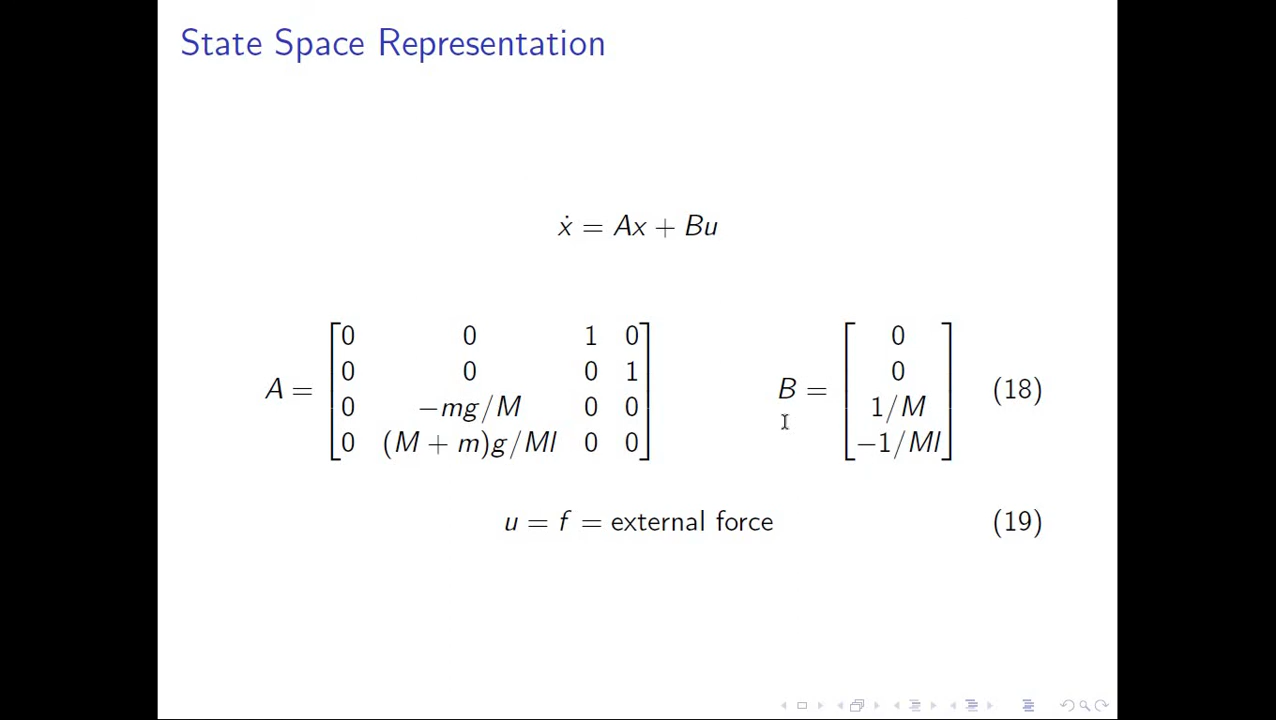 State Space Representation
ẋ = Ax + Bu
A = [0 0 1 0
0 0 0 1
0 −mg/M 0 0
0 (M + m)g/Ml 0 0]
B = [0
0
1/M
−1/Ml] (18)
u = f = external force (19)